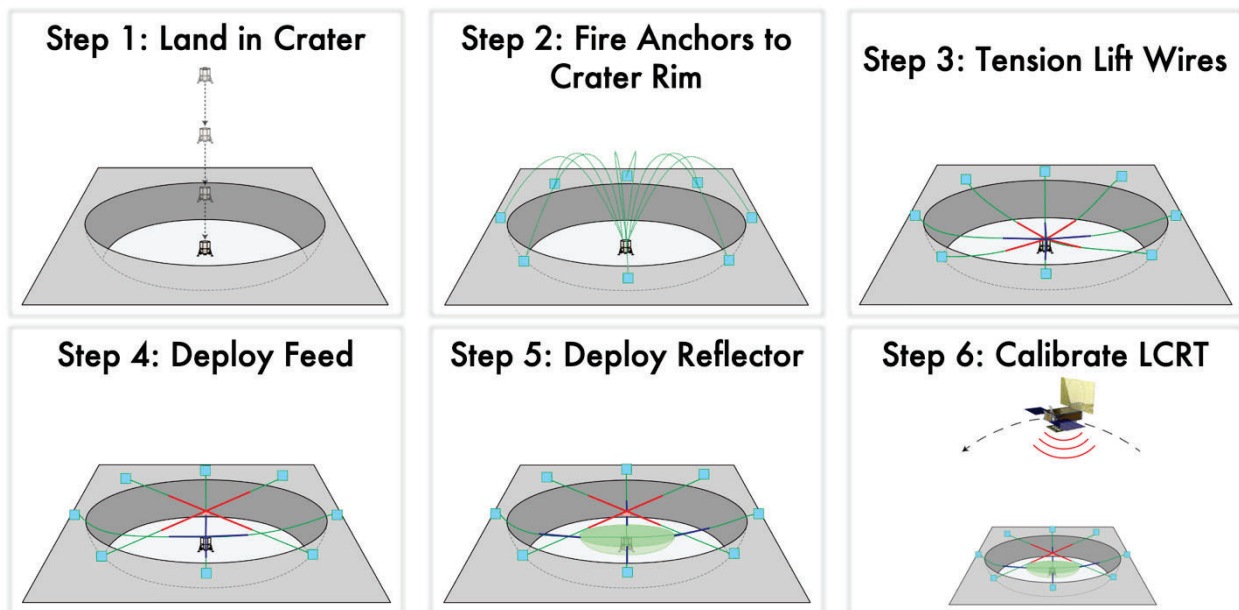 Step 1: Land in Crater
Step 2: Fire Anchors to
Crater Rim
Step 3: Tension Lift Wires
Step 4: Deploy Feed
Step 5: Deploy Reflector
Step 6: Calibrate LCRT